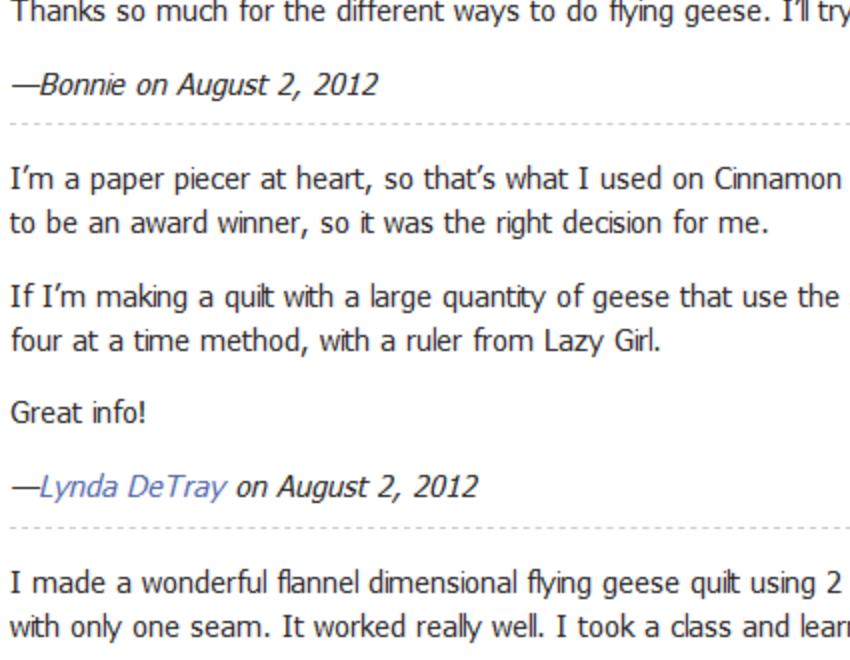 Thanks so much for the different ways to do flying geese. I'll try
—Bonnie on August 2, 2012
I'm a paper piecer at heart, so that's what I used on Cinnamon
to be an award winner, so it was the right decision for me.
If I'm making a quilt with a large quantity of geese that use the
four at a time method, with a ruler from Lazy Girl.
Great info!
—Lynda DeTray on August 2, 2012
I made a wonderful flannel dimensional flying geese quilt using 2
with only one seam. It worked really well. I took a class and